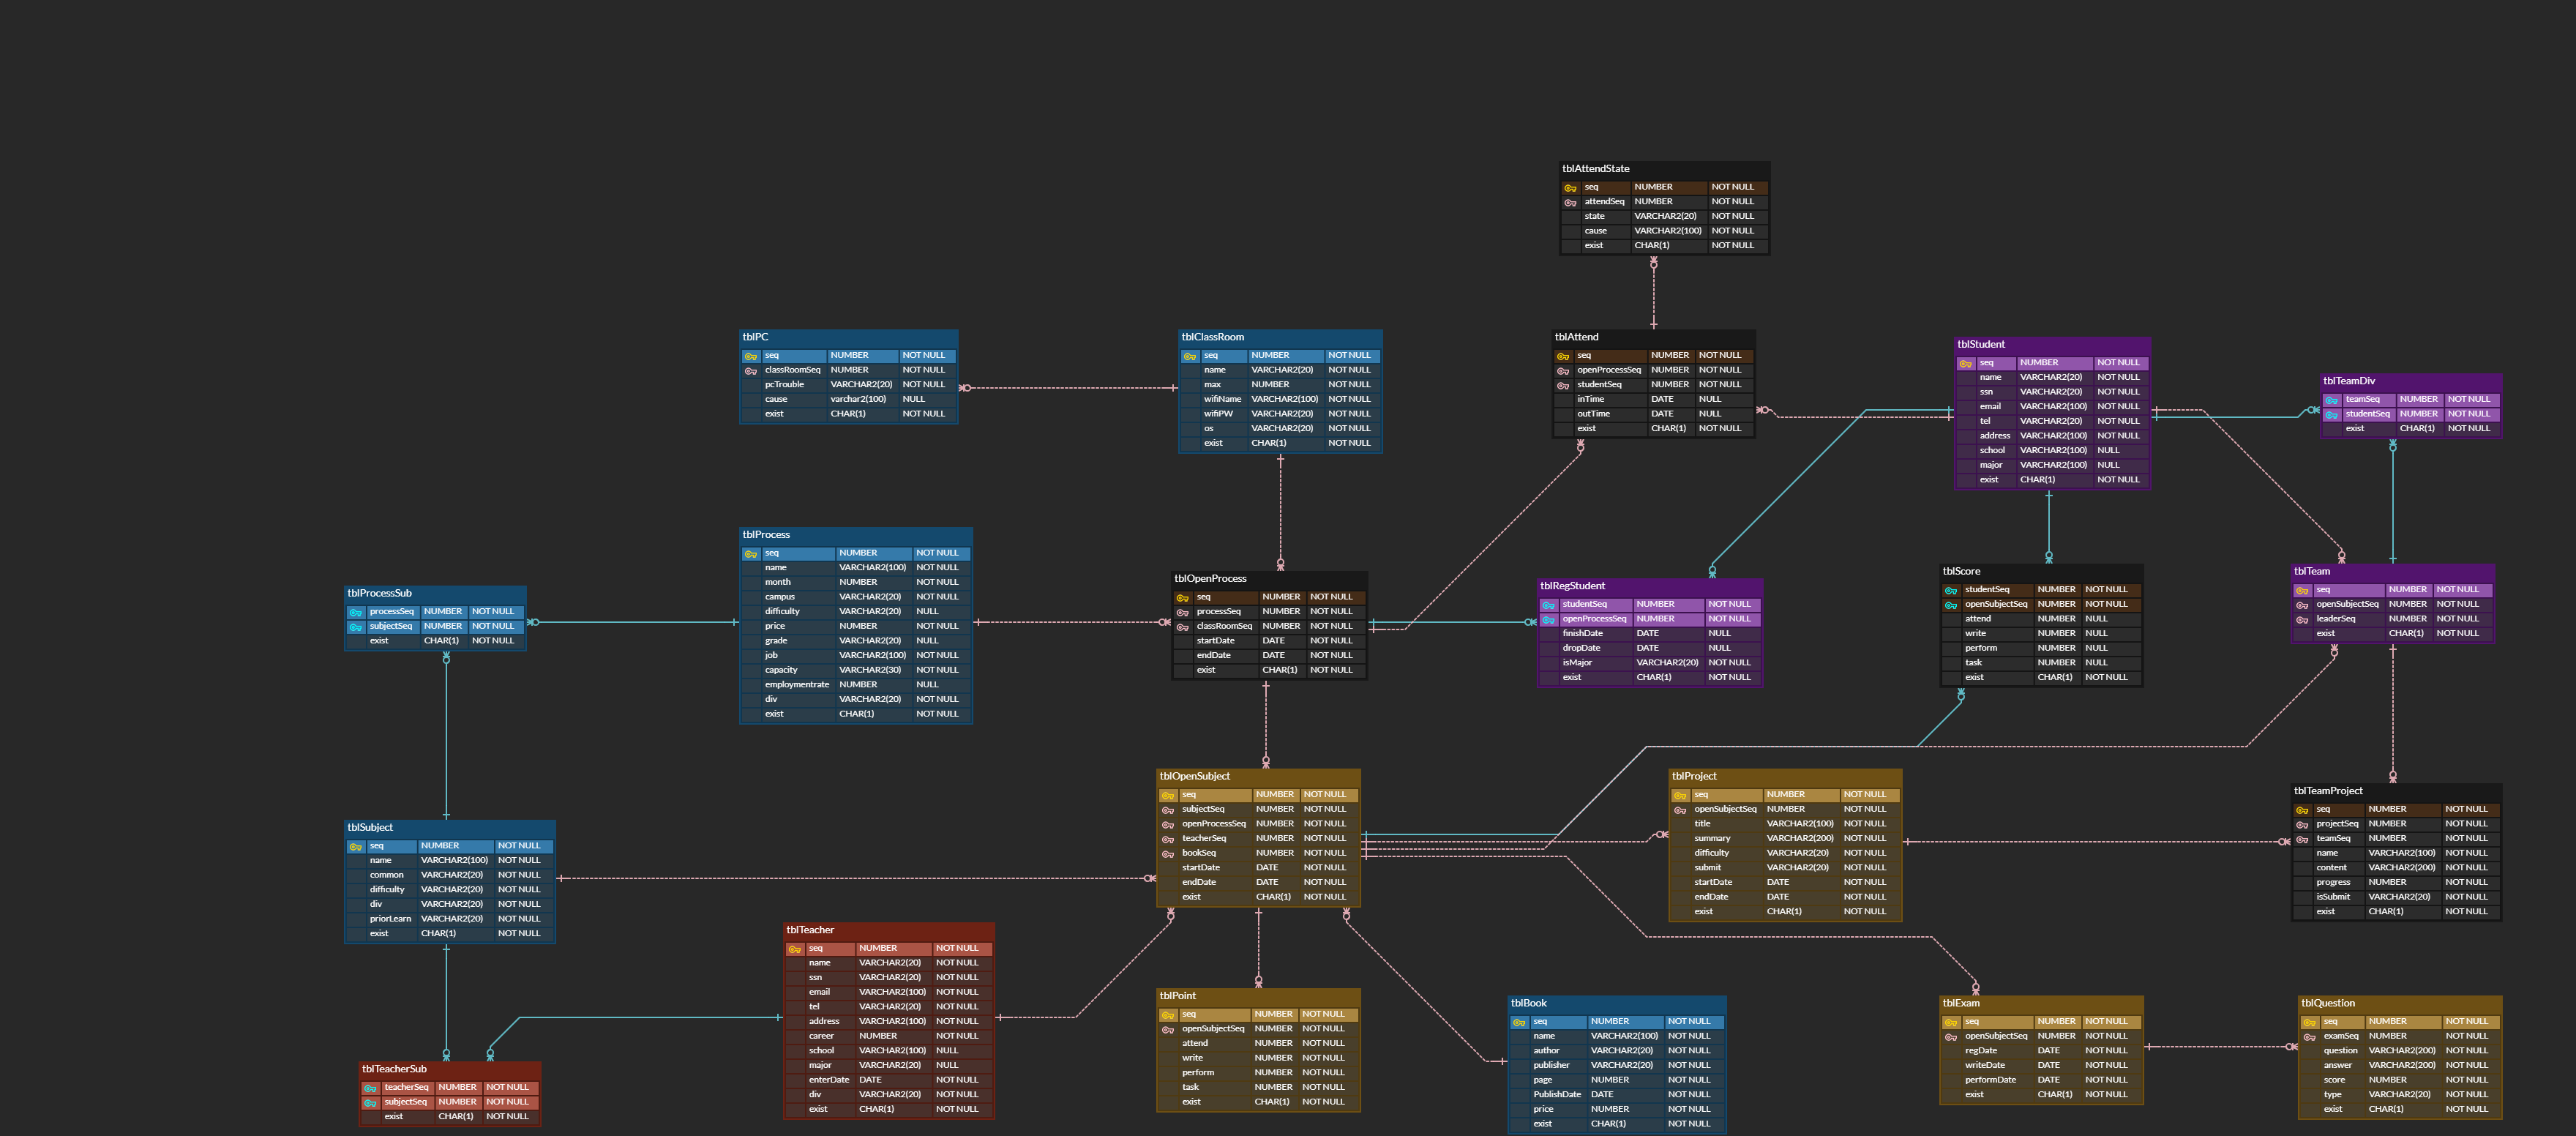 tblAttendState
seq NUMBER NOT NULL
attendSeq NUMBER NOT NULL
state VARCHAR2(20) NOT NULL
cause VARCHAR2(100) NOT NULL
exist CHAR(1) NOT NULL
tblPC
seq NUMBER NOT NULL
classRoomSeq NUMBER NOT NULL
pcTrouble VARCHAR2(20) NOT NULL
cause varchar2(100) NULL
exist CHAR(1) NOT NULL
tblClassRoom
seq NUMBER NOT NULL
name VARCHAR2(20) NOT NULL
max NUMBER NOT NULL
wifiName VARCHAR2(100) NOT NULL
wifiPW VARCHAR2(20) NOT NULL
os VARCHAR2(20) NOT NULL
exist CHAR(1) NOT NULL
tblAttend
seq NUMBER NOT NULL
openProcessSeq NUMBER NOT NULL
studentSeq NUMBER NOT NULL
inTime DATE NULL
outTime DATE NULL
exist CHAR(1) NOT NULL
tblStudent
seq NUMBER NOT NULL
name VARCHAR2(20) NOT NULL
ssn VARCHAR2(20) NOT NULL
email VARCHAR2(100) NOT NULL
tel VARCHAR2(20) NOT NULL
address VARCHAR2(100) NOT NULL
school VARCHAR2(100) NULL
major VARCHAR2(100) NULL
exist CHAR(1) NOT NULL
tblTeamDiv
teamSeq NUMBER NOT NULL
studentSeq NUMBER NOT NULL
exist CHAR(1) NOT NULL
tblProcessSub
processSeq NUMBER NOT NULL
subjectSeq NUMBER NOT NULL
exist CHAR(1) NOT NULL
tblProcess
seq NUMBER NOT NULL
name VARCHAR2(100) NOT NULL
month NUMBER NOT NULL
campus VARCHAR2(20) NOT NULL
difficulty VARCHAR2(20) NULL
price NUMBER NOT NULL
grade VARCHAR2(20) NULL
job VARCHAR2(100) NOT NULL
capacity VARCHAR2(30) NOT NULL
employmentrate NUMBER NULL
div VARCHAR2(20) NOT NULL
exist CHAR(1) NOT NULL
tblOpenProcess
seq NUMBER NOT NULL
processSeq NUMBER NOT NULL
classRoomSeq NUMBER NOT NULL
startDate DATE NOT NULL
endDate DATE NOT NULL
exist CHAR(1) NOT NULL
tblRegStudent
studentSeq NUMBER NOT NULL
openProcessSeq NUMBER NOT NULL
finishDate DATE NULL
dropDate DATE NULL
isMajor VARCHAR2(20) NOT NULL
exist CHAR(1) NOT NULL
tblScore
studentSeq NUMBER NOT NULL
openSubjectSeq NUMBER NOT NULL
attend NUMBER NULL
write NUMBER NULL
perform NUMBER NULL
task NUMBER NULL
exist CHAR(1) NOT NULL
tblTeam
seq NUMBER NOT NULL
openSubjectSeq NUMBER NOT NULL
leaderSeq NUMBER NOT NULL
exist CHAR(1) NOT NULL
tblSubject
seq NUMBER NOT NULL
name VARCHAR2(100) NOT NULL
common VARCHAR2(20) NOT NULL
difficulty VARCHAR2(20) NOT NULL
div VARCHAR2(20) NOT NULL
priorLearn VARCHAR2(20) NOT NULL
exist CHAR(1) NOT NULL
tblOpenSubject
seq NUMBER NOT NULL
subjectSeq NUMBER NOT NULL
openProcessSeq NUMBER NOT NULL
teacherSeq NUMBER NOT NULL
bookSeq NUMBER NOT NULL
startDate DATE NOT NULL
endDate DATE NOT NULL
exist CHAR(1) NOT NULL
tblProject
seq NUMBER NOT NULL
openSubjectSeq NUMBER NOT NULL
title VARCHAR2(100) NOT NULL
summary VARCHAR2(200) NOT NULL
difficulty VARCHAR2(20) NOT NULL
submit VARCHAR2(20) NOT NULL
startDate DATE NOT NULL
endDate DATE NOT NULL
exist CHAR(1) NOT NULL
tblTeamProject
seq NUMBER NOT NULL
projectSeq NUMBER NOT NULL
teamSeq NUMBER NOT NULL
name VARCHAR2(100) NOT NULL
content VARCHAR2(200) NOT NULL
progress NUMBER NOT NULL
isSubmit VARCHAR2(20) NOT NULL
exist CHAR(1) NOT NULL
tblTeacherSub
teacherSeq NUMBER NOT NULL
subjectSeq NUMBER NOT NULL
exist CHAR(1) NOT NULL
tblTeacher
seq NUMBER NOT NULL
name VARCHAR2(20) NOT NULL
ssn VARCHAR2(20) NOT NULL
email VARCHAR2(100) NOT NULL
tel VARCHAR2(20) NOT NULL
address VARCHAR2(100) NOT NULL
career NUMBER NOT NULL
school VARCHAR2(100) NULL
major VARCHAR2(20) NULL
enterDate DATE NOT NULL
div VARCHAR2(20) NOT NULL
exist CHAR(1) NOT NULL
tblPoint
seq NUMBER NOT NULL
openSubjectSeq NUMBER NOT NULL
attend NUMBER NOT NULL
write NUMBER NOT NULL
perform NUMBER NOT NULL
task NUMBER NOT NULL
exist CHAR(1) NOT NULL
tblBook
seq NUMBER NOT NULL
name VARCHAR2(100) NOT NULL
author VARCHAR2(20) NOT NULL
publisher VARCHAR2(20) NOT NULL
page NUMBER NOT NULL
PublishDate DATE NOT NULL
price NUMBER NOT NULL
exist CHAR(1) NOT NULL
tblExam
seq NUMBER NOT NULL
openSubjectSeq NUMBER NOT NULL
regDate DATE NOT NULL
writeDate DATE NOT NULL
performDate DATE NOT NULL
exist CHAR(1) NOT NULL
tblQuestion
seq NUMBER NOT NULL
examSeq NUMBER NOT NULL
question VARCHAR2(200) NOT NULL
answer VARCHAR2(200) NOT NULL
score NUMBER NOT NULL
type VARCHAR2(20) NOT NULL
exist CHAR(1) NOT NULL